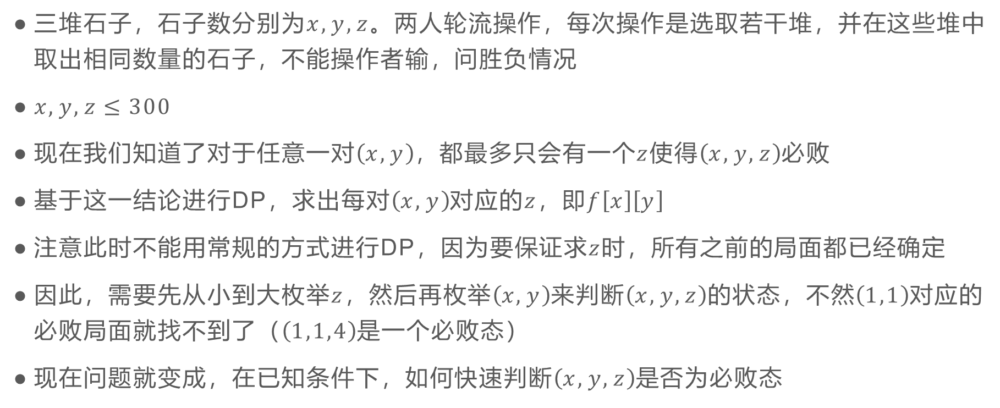 • 三堆石子，石子数分别为x, y, z。两人轮流操作，每次操作是选取若干堆，并在这些堆中
取出相同数量的石子，不能操作者输，问胜负情况
• x, y, z ≤ 300
• 现在我们知道了对于任意一对(x, y)，都最多只会有一个z使得(x, y, z)必败
• 基于这一结论进行DP，求出每对(x, y)对应的z，即f[x][y]
• 注意此时不能用常规的方式进行DP，因为要保证求z时，所有之前的局面都已经确定
• 因此，需要先从小到大枚举z，然后再枚举(x, y)来判断(x, y, z)的状态，不然(1,1)对应的
必败局面就找不到了（(1,1,4)是一个必败态）
• 现在问题就变成，在已知条件下，如何快速判断(x, y, z)是否为必败态